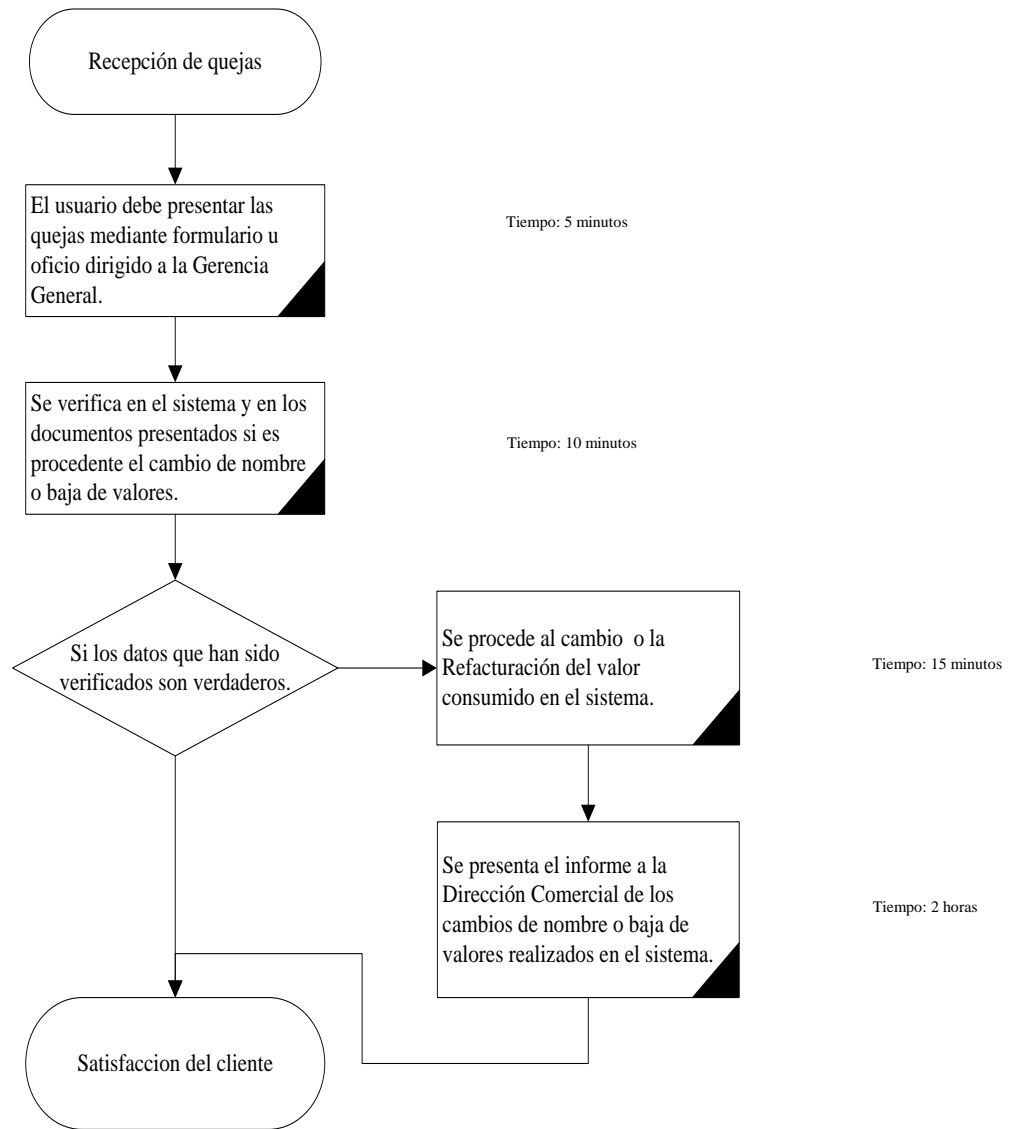 Recepción de quejas
El usuario debe presentar las
quejas mediante formulario u
oficio dirigido a la Gerencia
General.
Tiempo: 5 minutos
Se verifica en el sistema y en los
documentos presentados si es
procedente el cambio de nombre
o baja de valores.
Tiempo: 10 minutos
Si los datos que han sido
verificados son verdaderos.
Se procede al cambio  o la
Refacturación del valor
consumido en el sistema.
Tiempo: 15 minutos
Se presenta el informe a la
Dirección Comercial de los
cambios de nombre o baja de
valores realizados en el sistema.
Tiempo: 2 horas
Satisfaccion del cliente